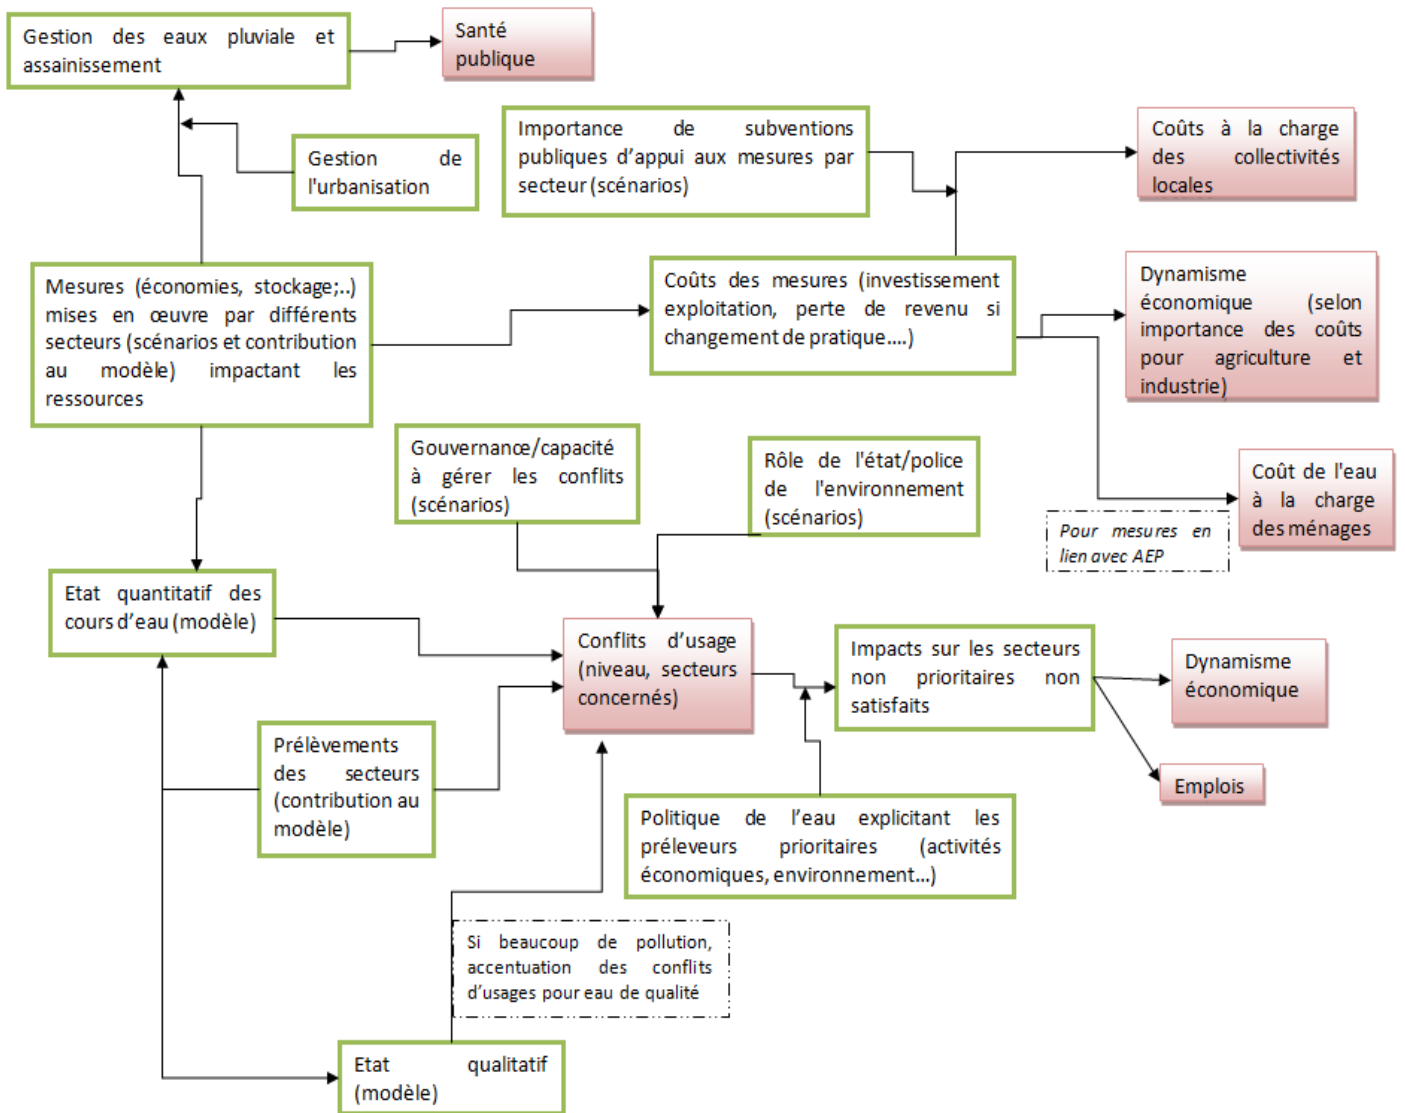 Gestion des eaux pluviale et
assainissement
Santé
publique
Importance de subventions
publiques d'appui aux mesures par
secteur (scénarios)
Coûts à la charge
des collectivités
locales
Gestion de
l'urbanisation
Mesures (économies, stockage;..)
mises en œuvre par différents
secteurs (scénarios et contribution
au modèle) impactant les
ressources
Coûts des mesures (investissement
exploitation, perte de revenu si
changement de pratique....)
Dynamisme
économique (selon
importance des coûts
pour agriculture et
industrie)
Gouvernance/capacité
à gérer les conflits
(scénarios)
Rôle de l'état/police
de l'environnement
(scénarios)
Coût de l'eau
à la charge
des ménages
Pour mesures en
lien avec AEP
Etat quantitatif des
cours d'eau (modèle)
Conflits d'usage
(niveau, secteurs
concernés)
Impacts sur les secteurs
non prioritaires non
satisfaits
Dynamisme
économique
Prélèvements
des secteurs
(contribution au
modèle)
Emplois
Politique de l'eau explicitant les
préleveurs prioritaires (activités
économiques, environnement...)
Si beaucoup de pollution,
accentuation des conflits
d'usages pour eau de qualité
Etat qualitatif
(modèle)